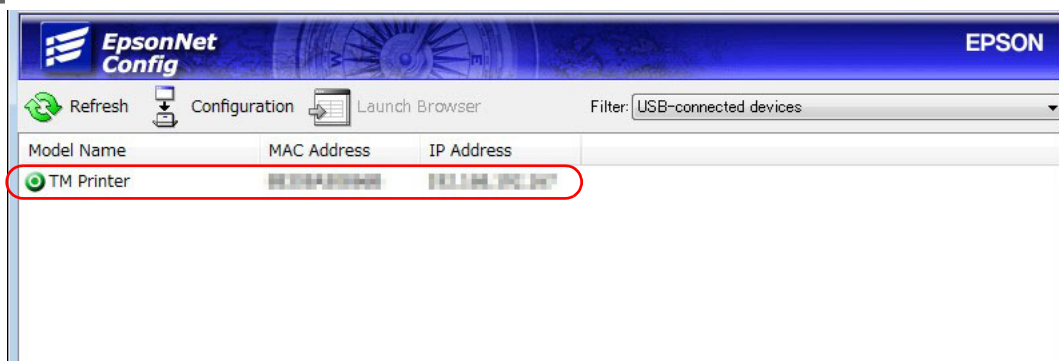 EpsonNet
Config
EPSON
Refresh Configuration Launch Browser Filter: USB-connected devices
Model Name MAC Address IP Address
TM Printer